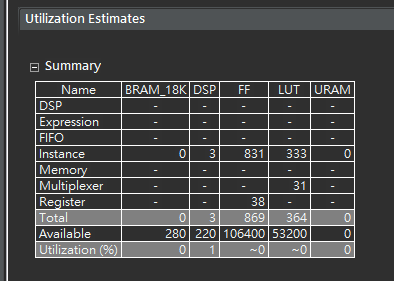 Utilization Estimates
Summary
Name BRAM_18K DSP FF LUT URAM
DSP - - - - -
Expression - - - - -
FIFO - - - - -
Instance 0 3 831 333 0
Memory - - - - -
Multiplexer - - - 31 -
Register - - 38 - -
Total 0 3 869 364 0
Available 280 220 106400 53200 0
Utilization (%) 0 1 ~0 ~0 0